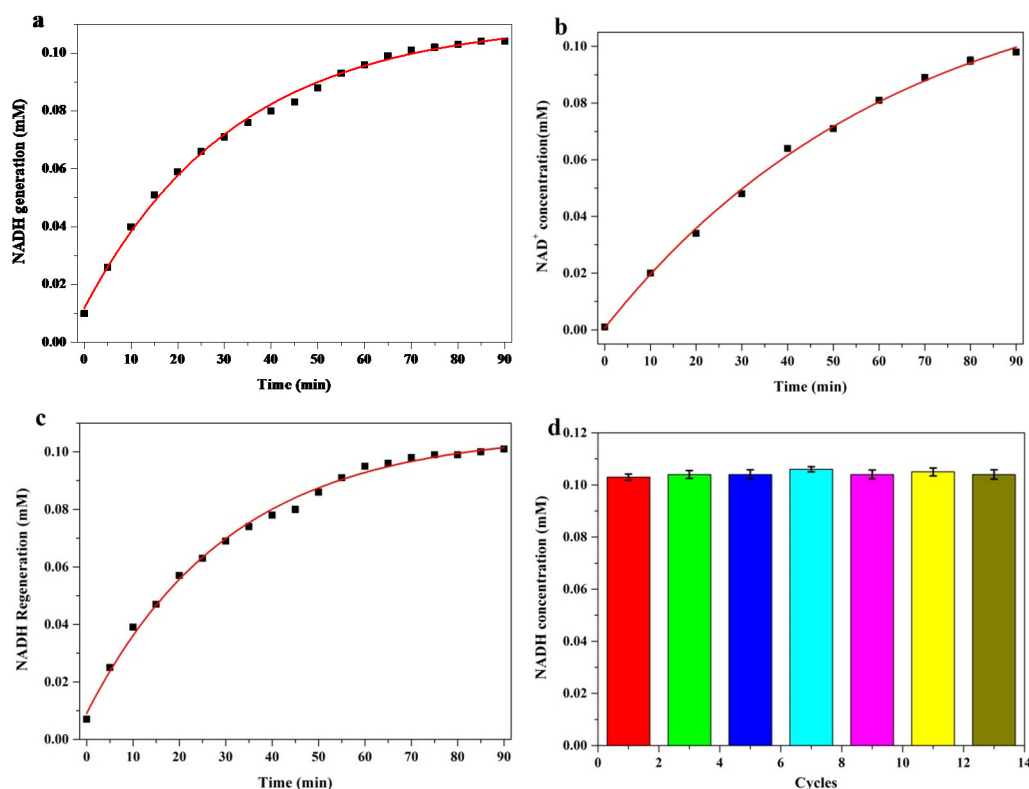 a
NADH generation (mM)
0.10
0.08
0.06
0.04
0.02
0.00
0 10 20 30 40 50 60 70 80 90
Time (min)
b
NAD+ concentration(mM)
0.10
0.08
0.06
0.04
0.02
0.00
0 10 20 30 40 50 60 70 80 90
Time (min)
c
NADH Regeneration (mM)
0.10
0.08
0.06
0.04
0.02
0.00
0 10 20 30 40 50 60 70 80 90
Time (min)
d
NADH concentration (mM)
0.12
0.10
0.08
0.06
0.04
0.02
0.00
0 2 4 6 8 10 12 14
Cycles